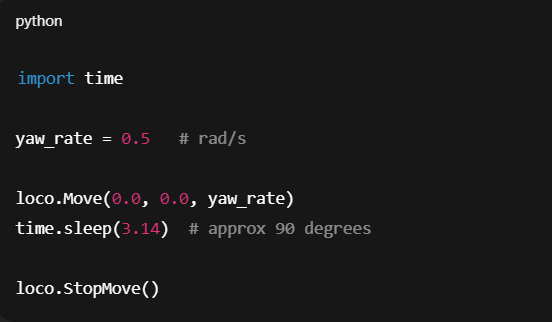 python
import time
yaw_rate = 0.5   # rad/s
loco.Move(0.0, 0.0, yaw_rate)
time.sleep(3.14)  # approx 90 degrees
loco.StopMove()